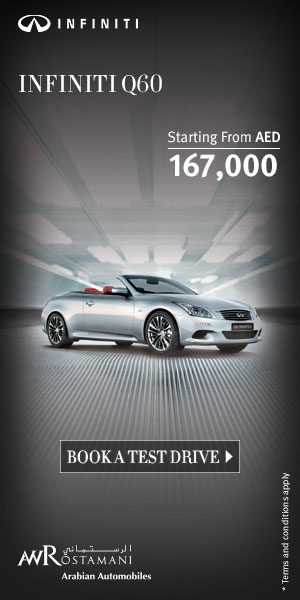 INFINITI
INFINITI Q60
Starting From AED
167,000
BOOK A TEST DRIVE
الرستماني
AWROSTAMANI
Arabian Automobiles
* Terms and conditions apply